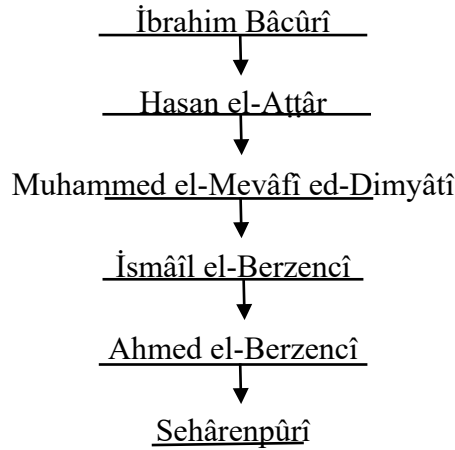 İbrahim Bâcûrî
Hasan el-Aṭṭâr
Muhammed el-Mevâfî ed-Dimyâtî
İsmâîl el-Berzencî
Ahmed el-Berzencî
Sehârenpûrî